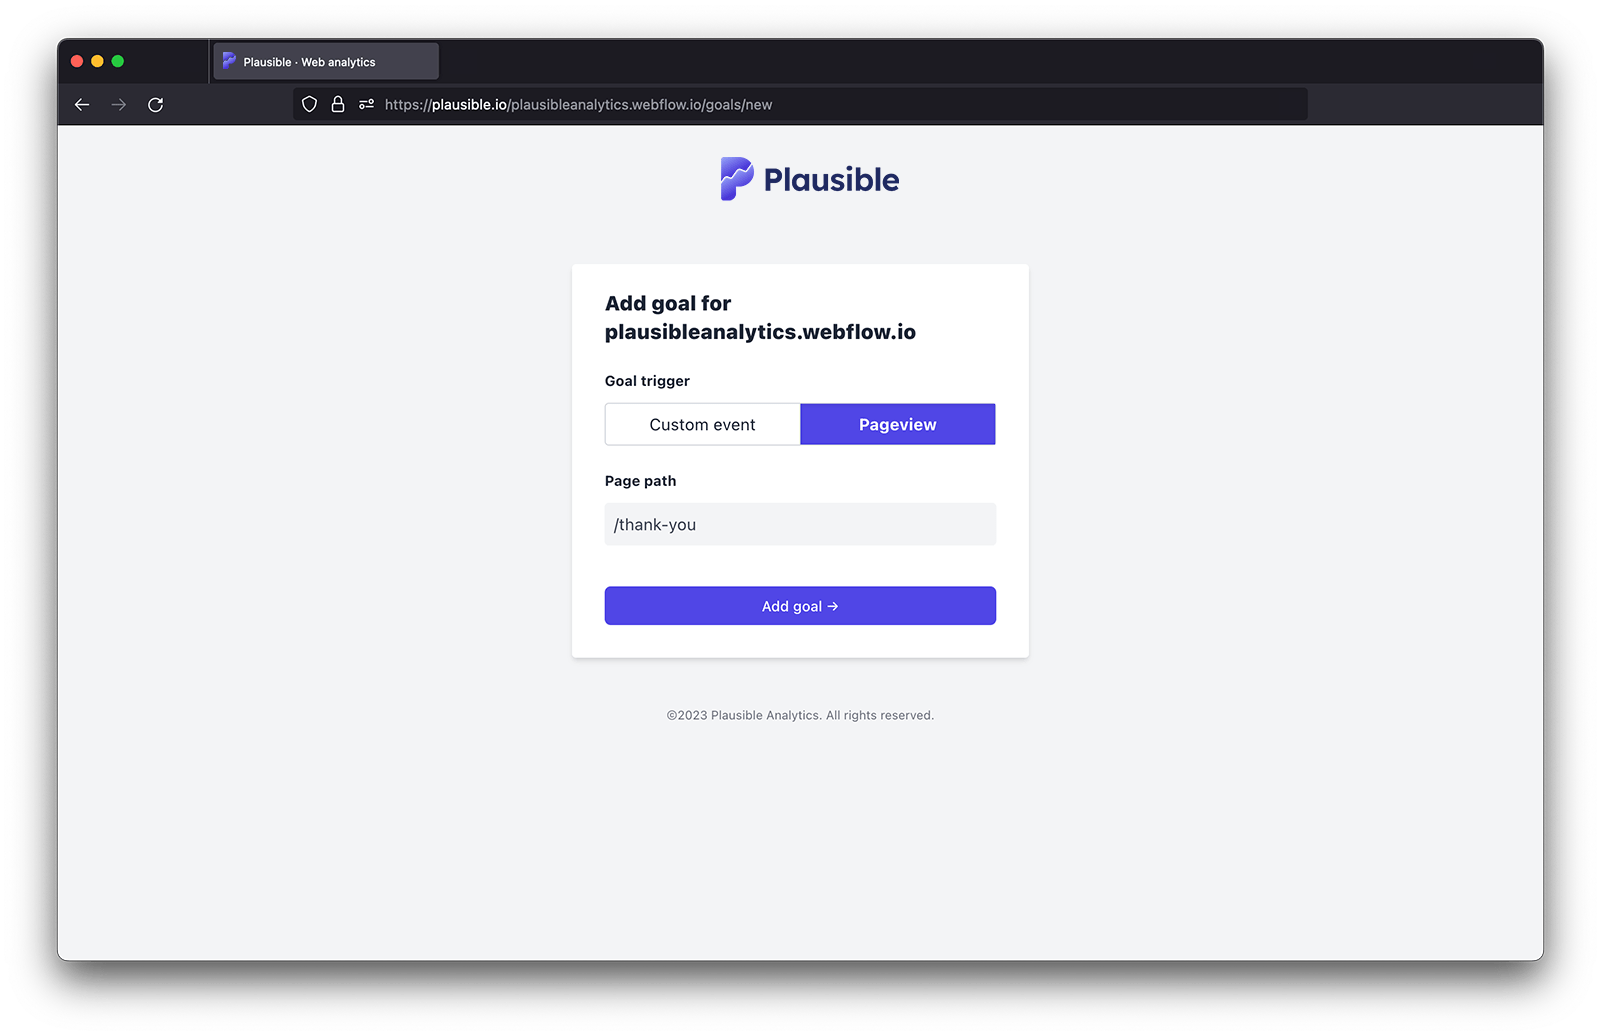 Plausible · Web analytics
https://plausible.io/plausibleanalytics.webflow.io/goals/new
Plausible
Add goal for
plausibleanalytics.webflow.io
Goal trigger
Custom event
Pageview
Page path
/thank-you
Add goal →
©2023 Plausible Analytics. All rights reserved.